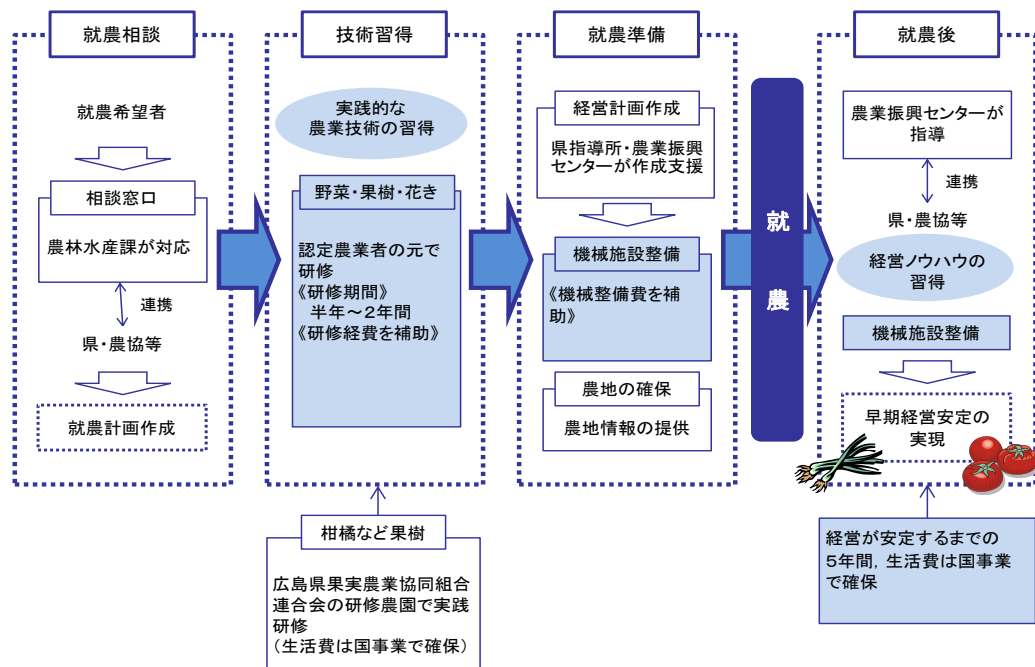 就農相談
就農希望者
相談窓口
農林水産課が対応
連携
県・農協等
就農計画作成
技術習得
実践的な
農業技術の習得
野菜・果樹・花き
認定農業者の元で
研修
《研修期間》
半年～2年間
《研修経費を補助》
柑橘など果樹
広島県果実農業協同組合
連合会の研修農園で実践
研修
（生活費は国事業で確保）
就農準備
経営計画作成
県指導所・農業振興
センターが作成支援
機械施設整備
《機械整備費を補
助》
農地の確保
農地情報の提供
就
農
就農後
農業振興センターが
指導
連携
県・農協等
経営ノウハウの
習得
機械施設整備
早期経営安定の
実現
経営が安定するまでの
5年間，生活費は国事業
で確保